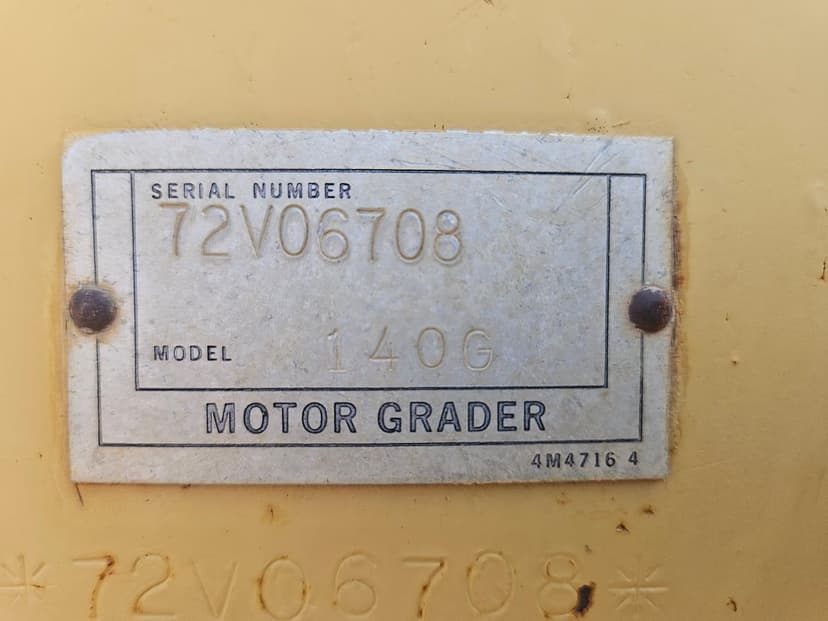 SERIAL NUMBER
72V06708
MODEL 140G
MOTOR GRADER
4M4716 4
*72V06708*